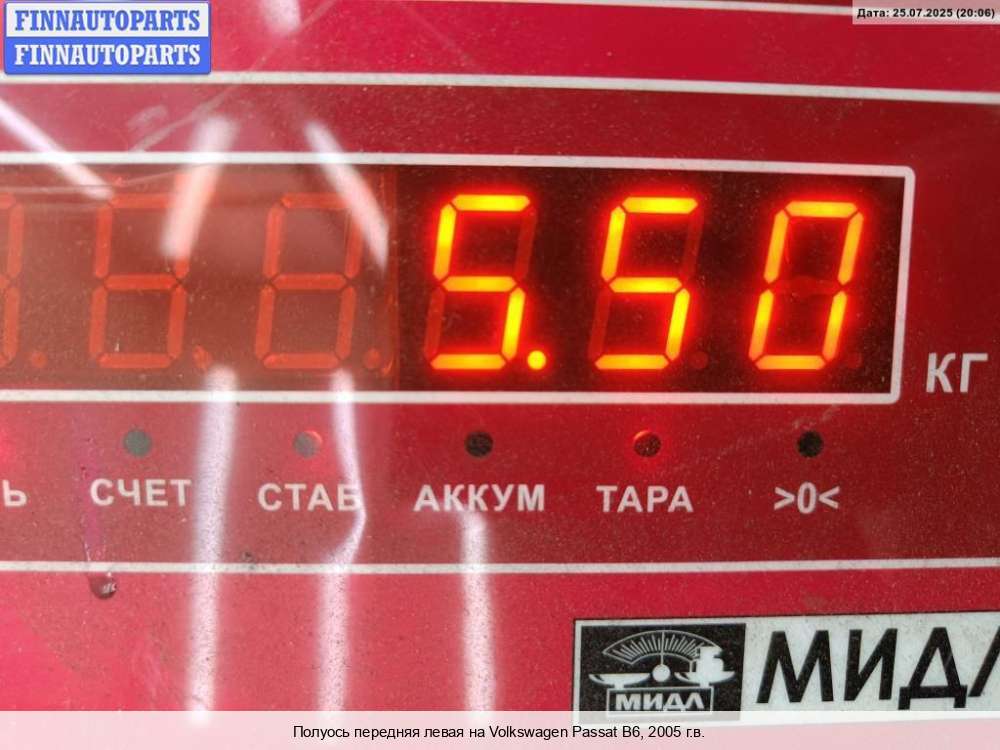 FINNAUTOPARTS
FINNAUTOPARTS
Дата: 25.07.2025 (20:06)
5.50
КГ
Ь СЧЕТ СТАБ АККУМ ТАРА >0<
МИДЛ
МИДЛ
Полуось передняя левая на Volkswagen Passat B6, 2005 г.в.